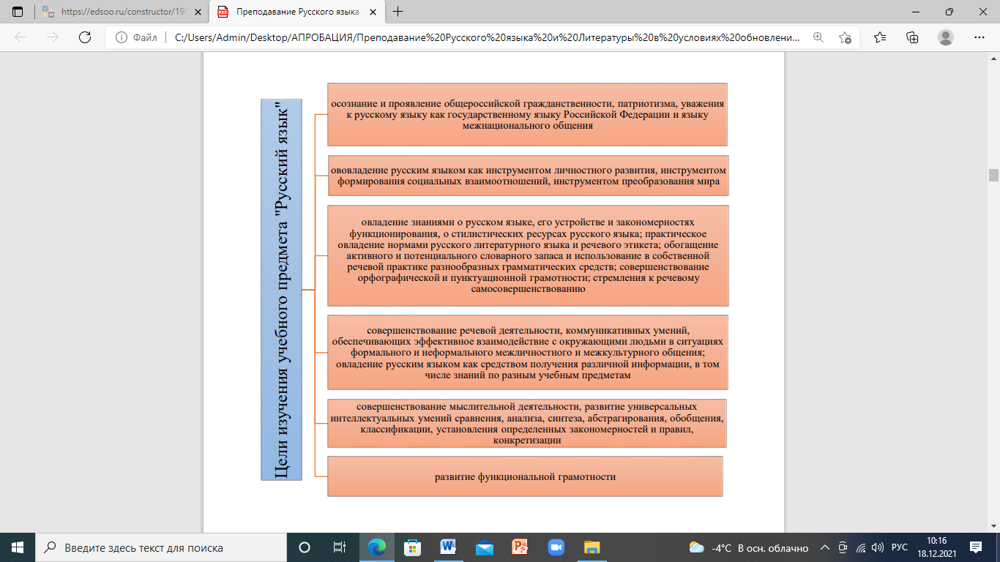 https://edsoo.ru/constructor/190
Преподавание Русского языка
Файл
C:/Users/Admin/Desktop/АПРОБАЦИЯ/Преподавание%20Русского%20языка%20и%20Литературы%20в%20условиях%20обновлени...
Цели изучения учебного предмета "Русский язык"
осознание и проявление общероссийской гражданственности, патриотизма, уважения
к русскому языку как государственному языку Российской Федерации и языку
межнационального общения
ововладение русским языком как инструментом личностного развития, инструментом
формирования социальных взаимоотношений, инструментом преобразования мира
овладение знаниями о русском языке, его устройстве и закономерностях
функционирования, о стилистических ресурсах русского языка; практическое
овладение нормами русского литературного языка и речевого этикета; обогащение
активного и потенциального словарного запаса и использование в собственной
речевой практике разнообразных грамматических средств; совершенствование
орфографической и пунктуационной грамотности; стремления к речевому
самосовершенствованию
совершенствование речевой деятельности, коммуникативных умений,
обеспечивающих эффективное взаимодействие с окружающими людьми в ситуациях
формального и неформального межличностного и межкультурного общения;
овладение русским языком как средством получения различной информации, в том
числе знаний по разным учебным предметам
совершенствование мыслительной деятельности, развитие универсальных
интеллектуальных умений сравнения, анализа, синтеза, абстрагирования, обобщения,
классификации, установления определенных закономерностей и правил,
конкретизации
развитие функциональной грамотности
Введите здесь текст для поиска
-4°C В осн. облачно
РУС
10:16
18.12.2021